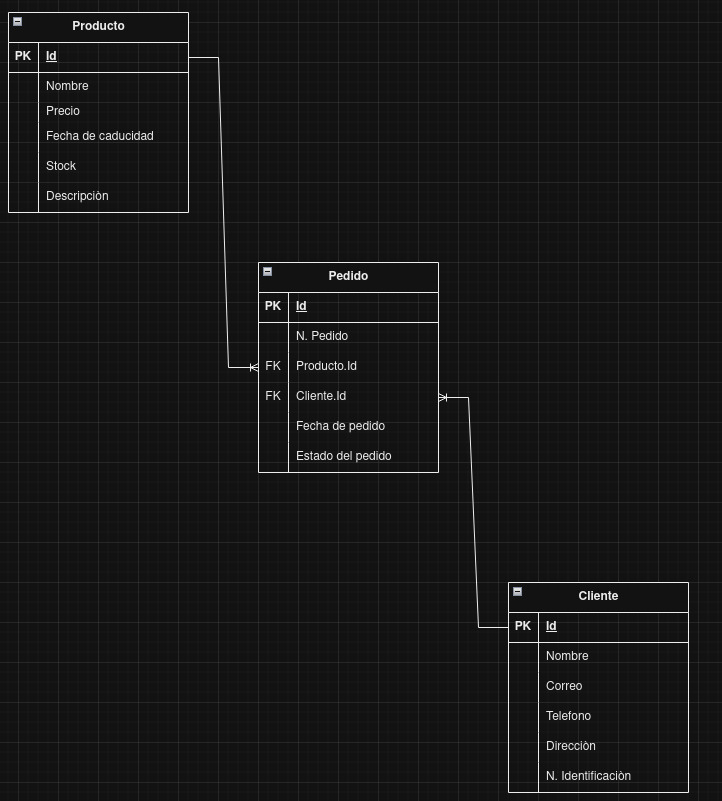 Producto
PK Id
Nombre
Precio
Fecha de caducidad
Stock
Descripciòn
Pedido
PK Id
N. Pedido
FK Producto.Id
FK Cliente.Id
Fecha de pedido
Estado del pedido
Cliente
PK Id
Nombre
Correo
Telefono
Direcciòn
N. Identificaciòn